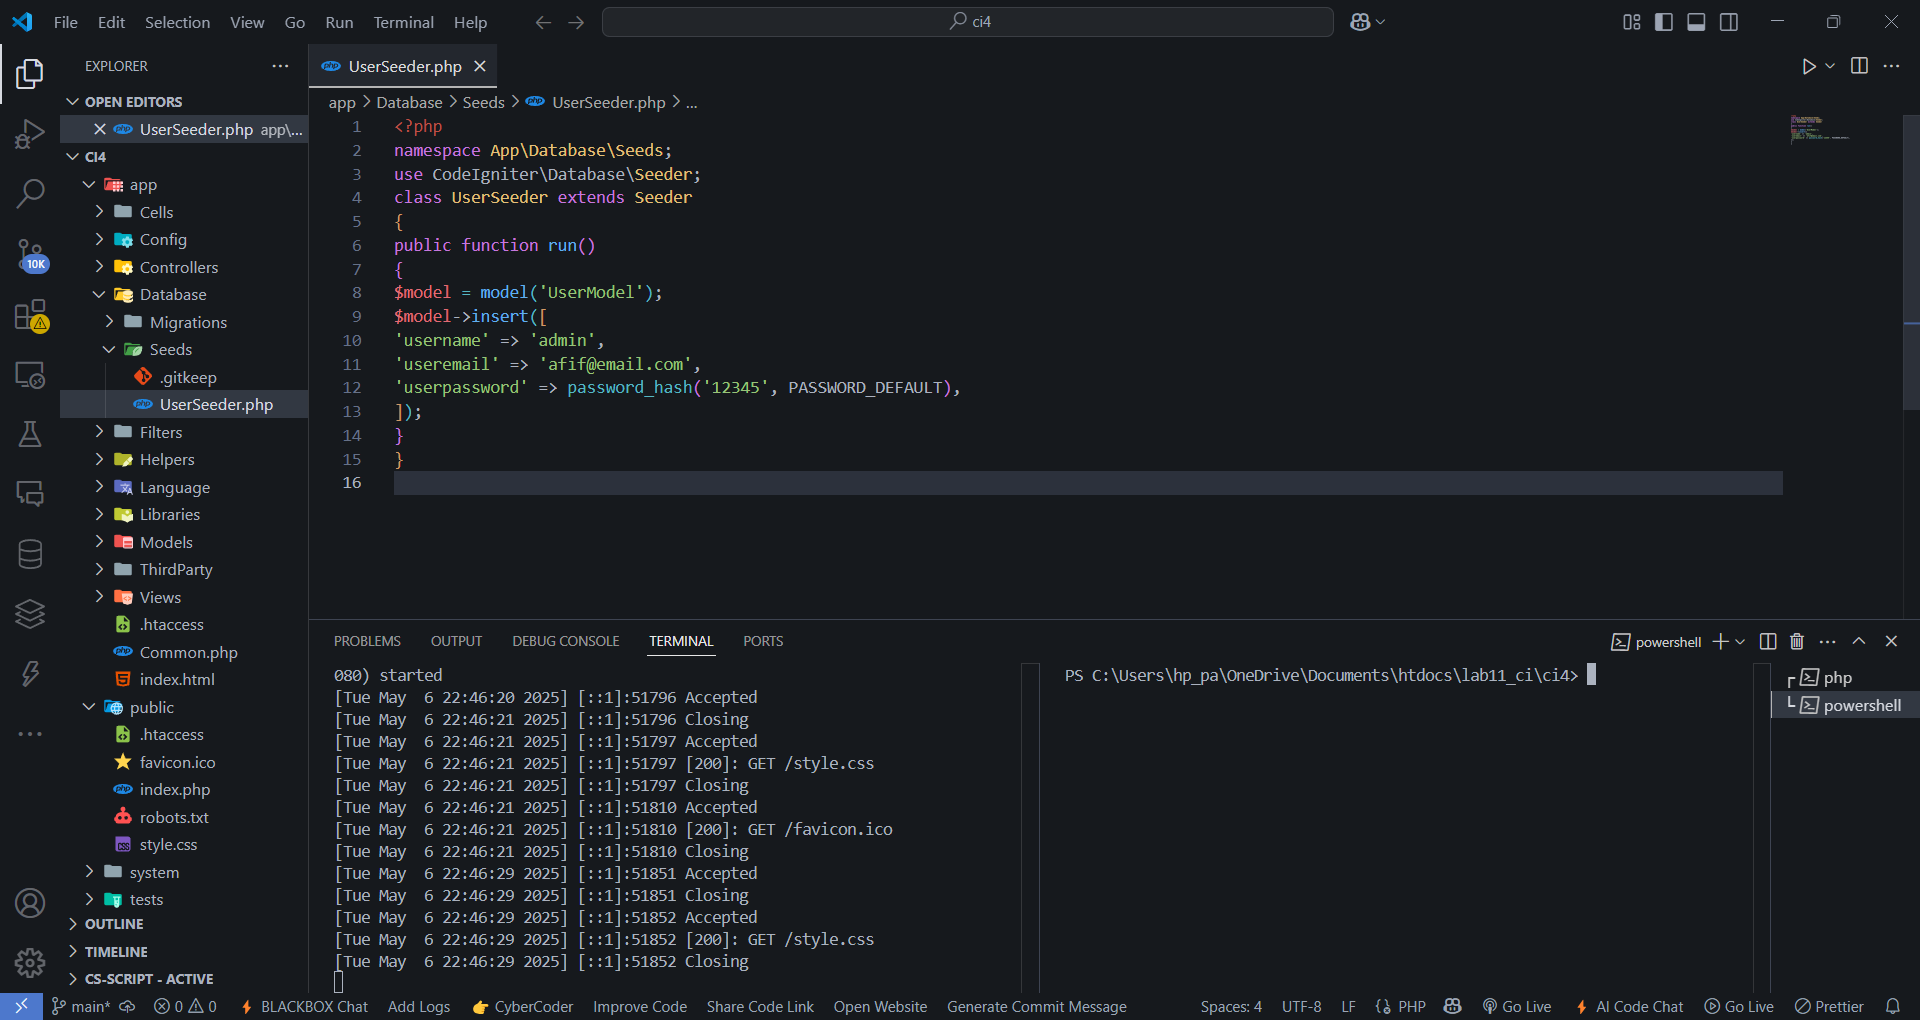 File Edit Selection View Go Run Terminal Help ci4
EXPLORER
OPEN EDITORS
UserSeeder.php app\...
CI4
app
Cells
Config
Controllers
Database
Migrations
Seeds
.gitkeep
UserSeeder.php
Filters
Helpers
Language
Libraries
Models
ThirdParty
Views
.htaccess
Common.php
index.html
public
.htaccess
favicon.ico
index.php
robots.txt
style.css
system
tests
OUTLINE
TIMELINE
CS-SCRIPT - ACTIVE
10K
UserSeeder.php
app > Database > Seeds > UserSeeder.php > ...
1 <?php
2 namespace App\Database\Seeds;
3 use CodeIgniter\Database\Seeder;
4 class UserSeeder extends Seeder
5 {
6 public function run()
7 {
8 $model = model('UserModel');
9 $model->insert([
10 'username' => 'admin',
11 'useremail' => 'afif@email.com',
12 'userpassword' => password_hash('12345', PASSWORD_DEFAULT),
13 ]);
14 }
15 }
16
PROBLEMS OUTPUT DEBUG CONSOLE TERMINAL PORTS
powershell
080) started
[Tue May  6 22:46:20 2025] [::1]:51796 Accepted
[Tue May  6 22:46:21 2025] [::1]:51796 Closing
[Tue May  6 22:46:21 2025] [::1]:51797 Accepted
[Tue May  6 22:46:21 2025] [::1]:51797 [200]: GET /style.css
[Tue May  6 22:46:21 2025] [::1]:51797 Closing
[Tue May  6 22:46:21 2025] [::1]:51810 Accepted
[Tue May  6 22:46:21 2025] [::1]:51810 [200]: GET /favicon.ico
[Tue May  6 22:46:21 2025] [::1]:51810 Closing
[Tue May  6 22:46:29 2025] [::1]:51851 Accepted
[Tue May  6 22:46:29 2025] [::1]:51851 Closing
[Tue May  6 22:46:29 2025] [::1]:51852 Accepted
[Tue May  6 22:46:29 2025] [::1]:51852 [200]: GET /style.css
[Tue May  6 22:46:29 2025] [::1]:51852 Closing
PS C:\Users\hp_pa\OneDrive\Documents\htdocs\lab11_ci\ci4>
php
powershell
main* 0 0 BLACKBOX Chat Add Logs CyberCoder Improve Code Share Code Link Open Website Generate Commit Message Spaces: 4 UTF-8 LF PHP Go Live AI Code Chat Go Live Prettier